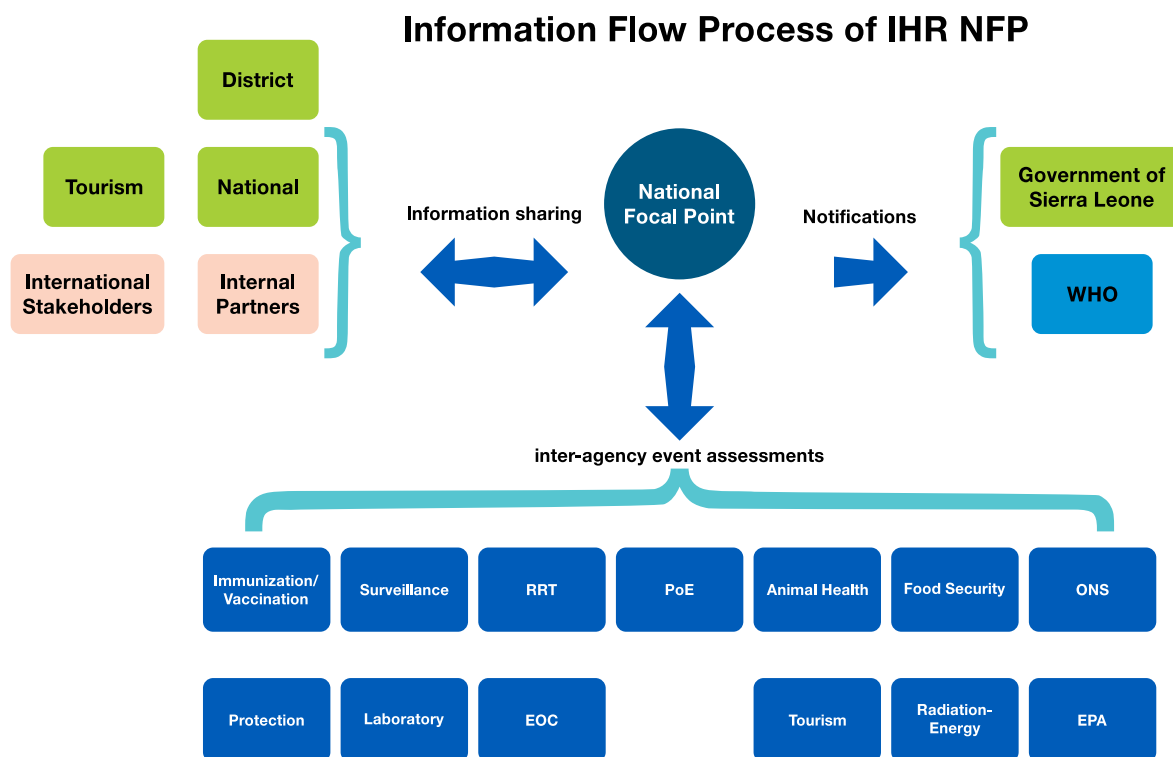 Information Flow Process of IHR NFP
District
Tourism
National
International
Stakeholders
Internal
Partners
Information sharing
National
Focal Point
Notifications
Government of
Sierra Leone
WHO
inter-agency event assessments
Immunization/
Vaccination
Surveillance
RRT
PoE
Animal Health
Food Security
ONS
Protection
Laboratory
EOC
Tourism
Radiation-
Energy
EPA